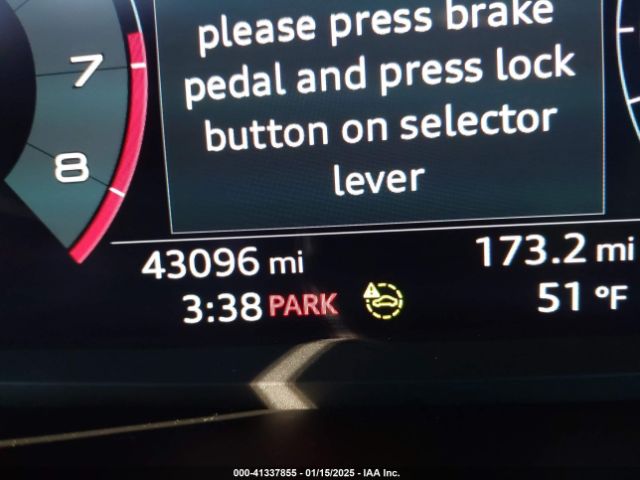 7
8
please press brake
pedal and press lock
button on selector
lever
43096 mi 173.2 mi
3:38 PARK 51 °F
000-41337855 - 01/15/2025 - IAA Inc.